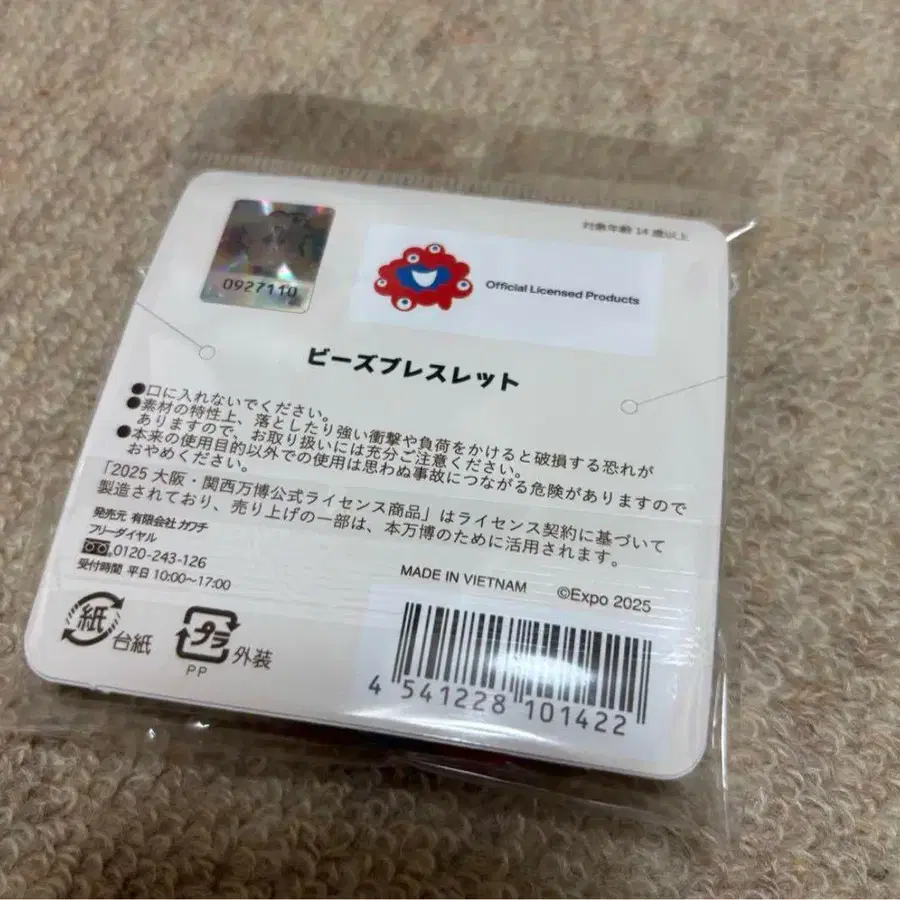 対象年齢 14 歳以上
0927110
Official Licensed Products
ビーズブレスレット
●口に入れないでください。
●素材の特性上、落としたり強い衝撃や負荷をかけると破損する恐れが
ありますので、お取り扱いには充分ご注意ください。
●本来の使用目的以外での使用は思わぬ事故につながる危険がありますので
おやめください。
「2025 大阪・関西万博公式ライセンス商品」はライセンス契約に基づいて
製造されており、売り上げの一部は、本万博のために活用されます。
発売元 有限会社 ガワチ
フリーダイヤル
0120-243-126
受付時間 平日 10:00〜17:00
MADE IN VIETNAM ©Expo 2025
紙 台紙
プラ 外装
PP
4 541228 101422